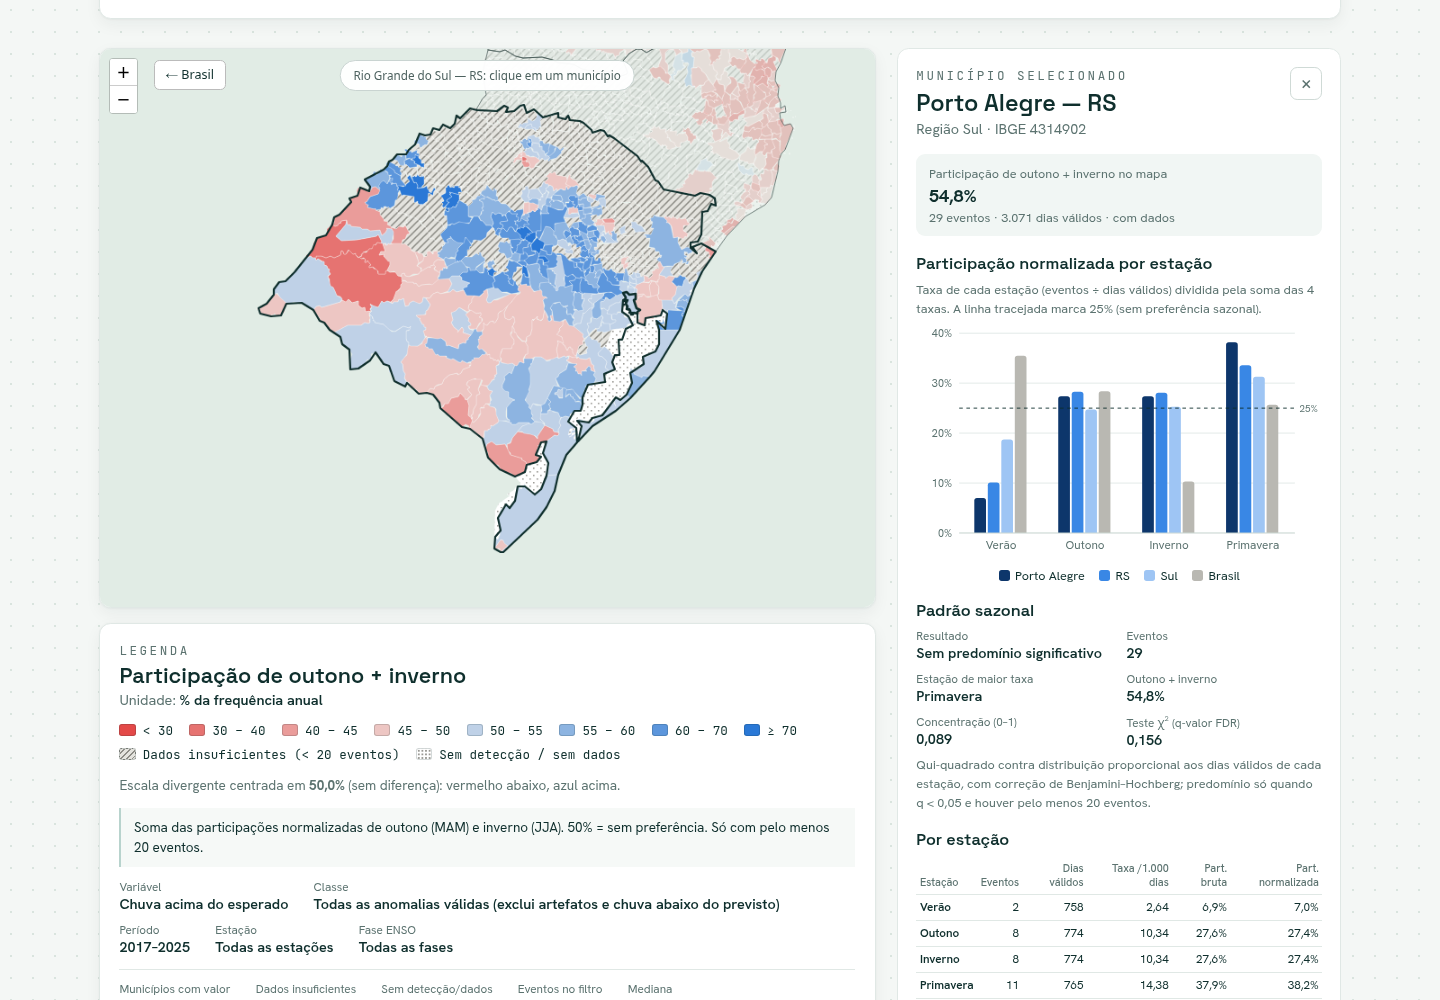 +
−
← Brasil
Rio Grande do Sul — RS: clique em um município
LEGENDA
Participação de outono + inverno
Unidade: % da frequência anual
< 30
30 – 40
40 – 45
45 – 50
50 – 55
55 – 60
60 – 70
≥ 70
Dados insuficientes (< 20 eventos)
Sem detecção / sem dados
Escala divergente centrada em 50,0% (sem diferença): vermelho abaixo, azul acima.
Soma das participações normalizadas de outono (MAM) e inverno (JJA). 50% = sem preferência. Só com pelo menos
20 eventos.
Variável
Chuva acima do esperado
Classe
Todas as anomalias válidas (exclui artefatos e chuva abaixo do previsto)
Período
2017–2025
Estação
Todas as estações
Fase ENSO
Todas as fases
Municípios com valor
Dados insuficientes
Sem detecção/dados
Eventos no filtro
Mediana
MUNICÍPIO SELECIONADO
×
Porto Alegre — RS
Região Sul · IBGE 4314902
Participação de outono + inverno no mapa
54,8%
29 eventos · 3.071 dias válidos · com dados
Participação normalizada por estação
Taxa de cada estação (eventos ÷ dias válidos) dividida pela soma das 4
taxas. A linha tracejada marca 25% (sem preferência sazonal).
40%
30%
25%
20%
10%
0%
Verão
Outono
Inverno
Primavera
Porto Alegre
RS
Sul
Brasil
Padrão sazonal
Resultado
Sem predomínio significativo
Eventos
29
Estação de maior taxa
Primavera
Outono + inverno
54,8%
Concentração (0–1)
0,089
Teste χ² (q-valor FDR)
0,156
Qui-quadrado contra distribuição proporcional aos dias válidos de cada
estação, com correção de Benjamini–Hochberg; predomínio só quando
q < 0,05 e houver pelo menos 20 eventos.
Por estação
Estação Eventos Dias válidos Taxa /1.000 dias Part. bruta Part. normalizada
Verão 2 758 2,64 6,9% 7,0%
Outono 8 774 10,34 27,6% 27,4%
Inverno 8 774 10,34 27,6% 27,4%
Primavera 11 765 14,38 37,9% 38,2%